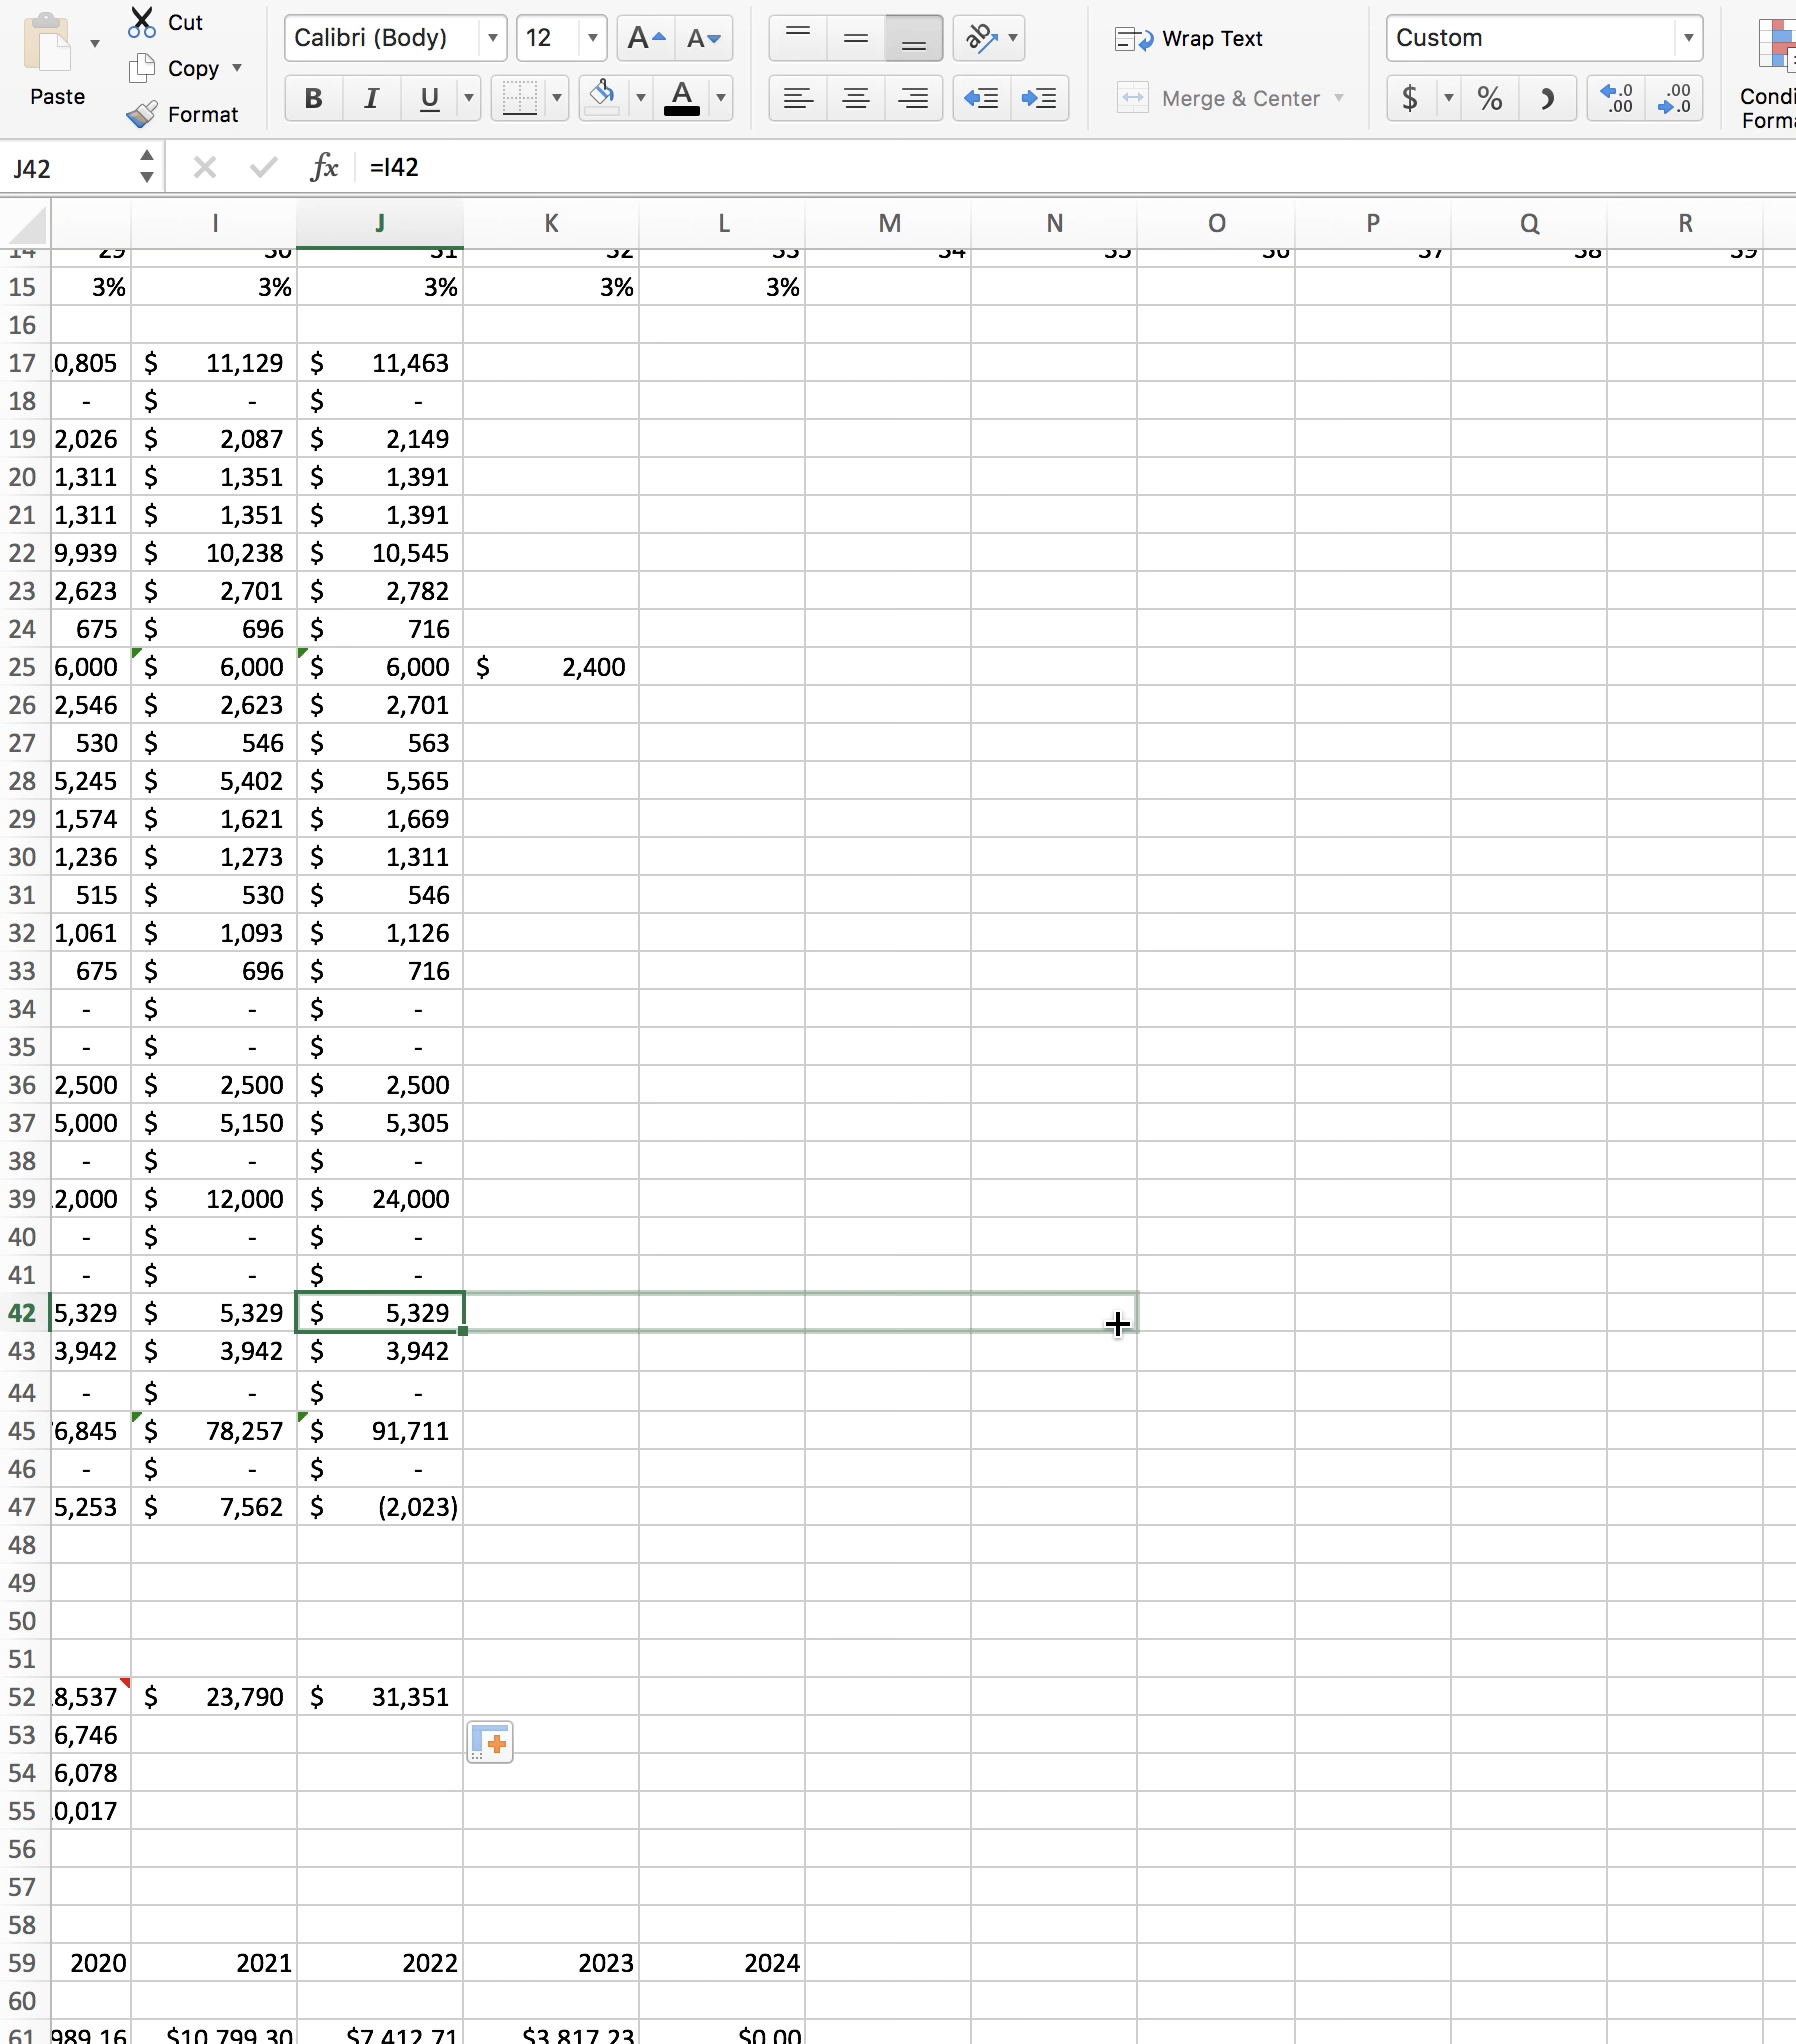 Cut
Calibri (Body) 12 A A ab Wrap Text Custom
Copy
Paste B I U A Merge & Center $ % .0 .00 .00 .0
Format
J42 fx =I42
I J K L M N O P Q R
14 29 30 31 32 33 34 35 36 37 38 39
15 3% 3% 3% 3% 3%
16
17 0,805 $ 11,129 $ 11,463
18 - $ - $ -
19 2,026 $ 2,087 $ 2,149
20 1,311 $ 1,351 $ 1,391
21 1,311 $ 1,351 $ 1,391
22 9,939 $ 10,238 $ 10,545
23 2,623 $ 2,701 $ 2,782
24 675 $ 696 $ 716
25 6,000 $ 6,000 $ 6,000 $ 2,400
26 2,546 $ 2,623 $ 2,701
27 530 $ 546 $ 563
28 5,245 $ 5,402 $ 5,565
29 1,574 $ 1,621 $ 1,669
30 1,236 $ 1,273 $ 1,311
31 515 $ 530 $ 546
32 1,061 $ 1,093 $ 1,126
33 675 $ 696 $ 716
34 - $ - $ -
35 - $ - $ -
36 2,500 $ 2,500 $ 2,500
37 5,000 $ 5,150 $ 5,305
38 - $ - $ -
39 2,000 $ 12,000 $ 24,000
40 - $ - $ -
41 - $ - $ -
42 5,329 $ 5,329 $ 5,329
43 3,942 $ 3,942 $ 3,942
44 - $ - $ -
45 6,845 $ 78,257 $ 91,711
46 - $ - $ -
47 5,253 $ 7,562 $ (2,023)
48
49
50
51
52 8,537 $ 23,790 $ 31,351
53 6,746
54 6,078
55 0,017
56
57
58
59 2020 2021 2022 2023 2024
60
61 989.16 $10,799.30 $7,412.71 $3,817.23 $0.00